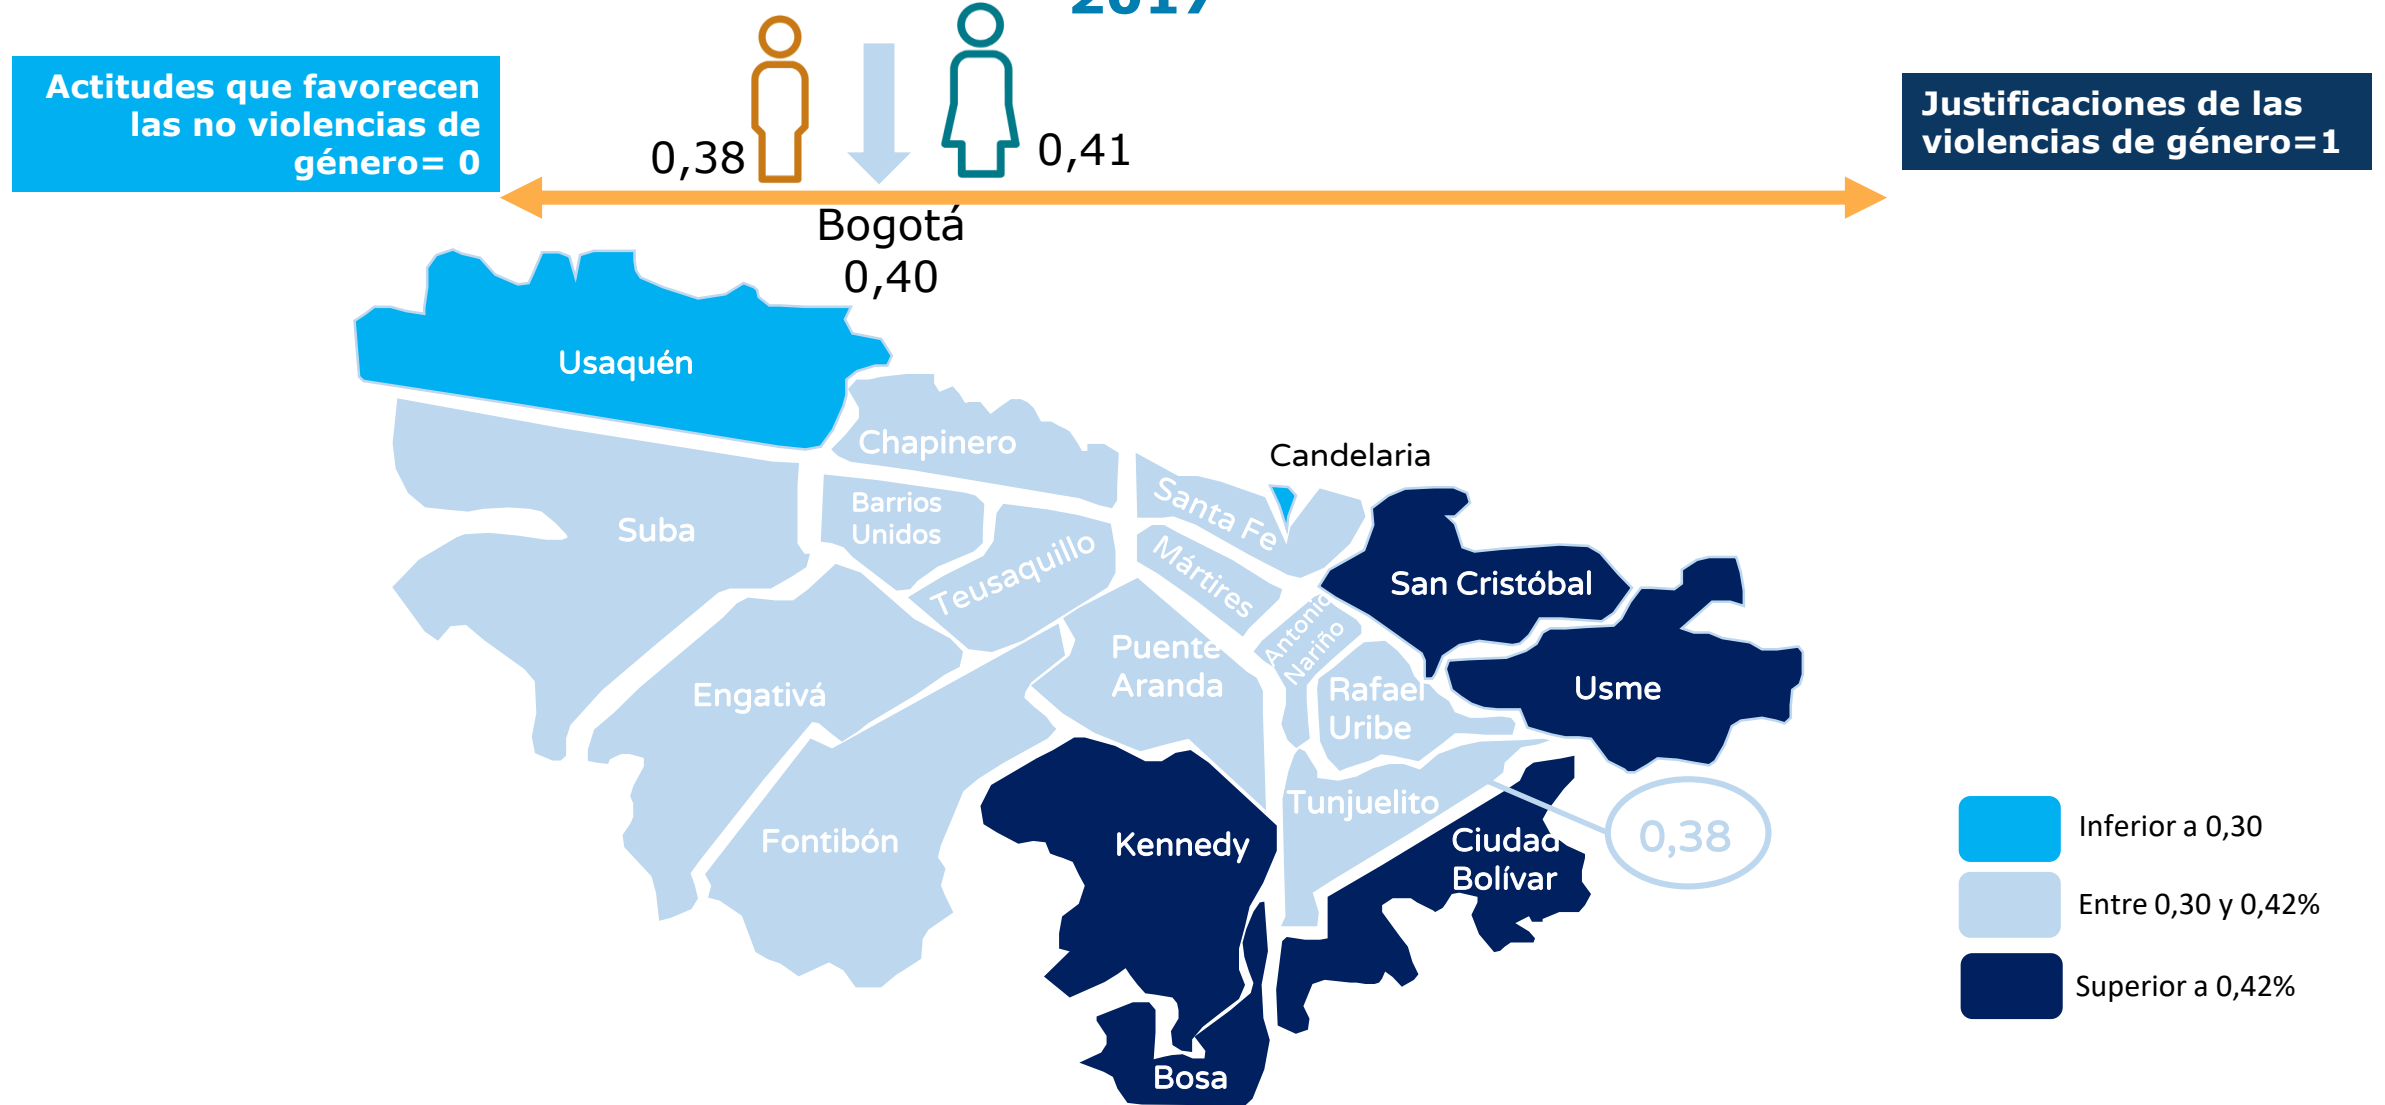 2017
Actitudes que favorecen
las no violencias de
género= 0
0,38
0,41
Justificaciones de las
violencias de género=1
Bogotá
0,40
Usaquén
Chapinero
Candelaria
Suba
Barrios
Unidos
Santa Fe
Teusaquillo
Mártires
San Cristóbal
Antonio
Nariño
Puente
Aranda
Engativá
Rafael
Uribe
Usme
Fontibón
Kennedy
Tunjuelito
Ciudad
Bolívar
0,38
Bosa
Inferior a 0,30
Entre 0,30 y 0,42%
Superior a 0,42%